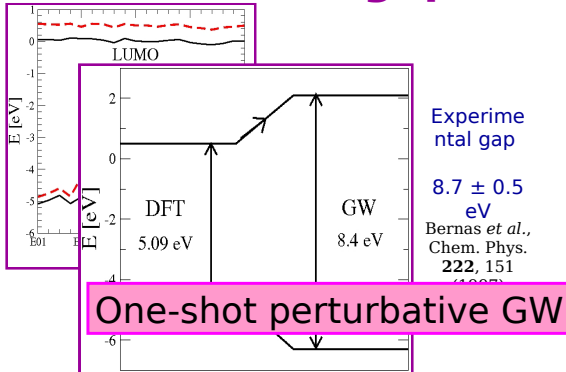 1
0
-1
-2
-3
-4
-5
-6
E [eV]
LUMO
E01
2
0
-2
-4
-6
E [eV]
DFT
5.09 eV
GW
8.4 eV
Experime
ntal gap
8.7 ± 0.5
eV
Bernas et al.,
Chem. Phys.
222, 151
One-shot perturbative GW